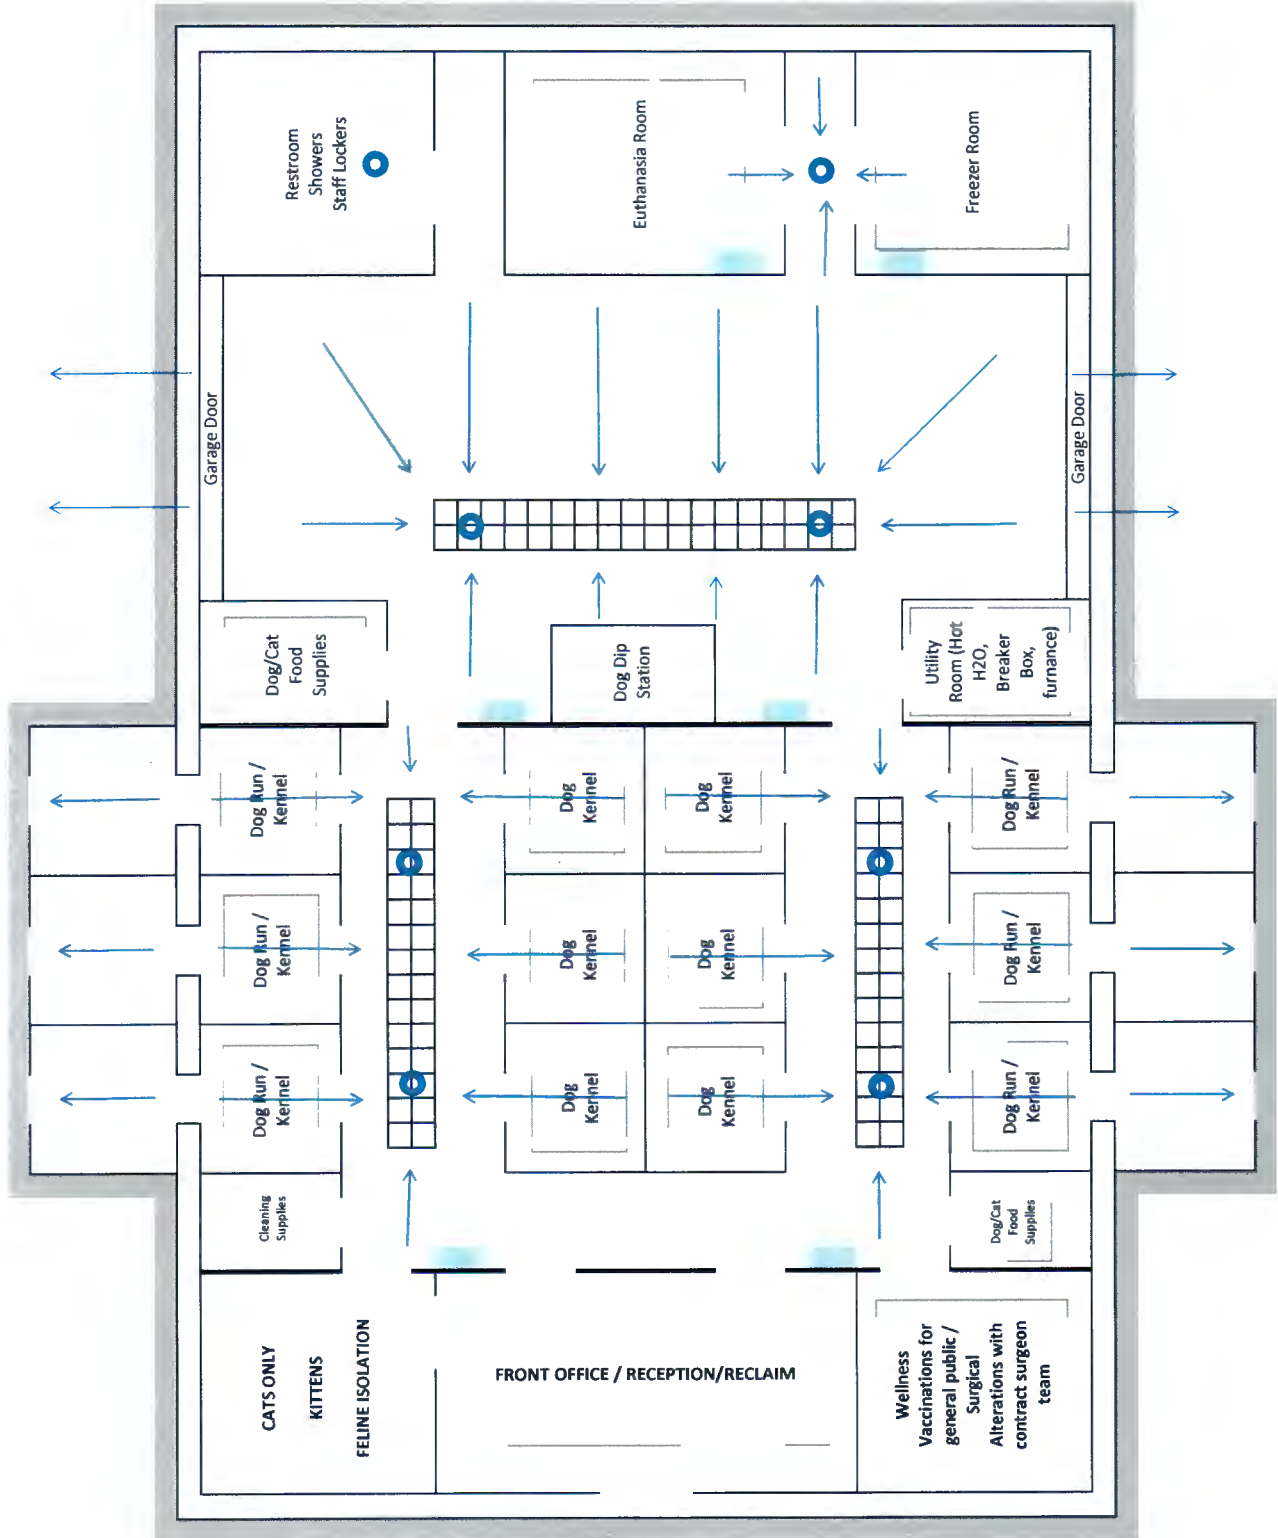 Restroom
Showers
Staff Lockers
Euthanasia Room
Freezer Room
Garage Door
Garage Door
Dog/Cat
Food
Supplies
Dog Dip
Station
Utility
Room (Hot
H2O,
Breaker
Box,
furnance)
Dog Run /
Kennel
Dog
Kennel
Dog
Kennel
Dog Run /
Kennel
Dog Run /
Kennel
Dog
Kennel
Dog
Kennel
Dog Run /
Kennel
Dog Run /
Kennel
Dog
Kennel
Dog
Kennel
Dog Run /
Kennel
Cleaning
Supplies
Dog/Cat
Food
Supplies
CATS ONLY
KITTENS
FELINE ISOLATION
FRONT OFFICE / RECEPTION/RECLAIM
Wellness
Vaccinations for
general public /
Surgical
Alterations with
contract surgeon
team